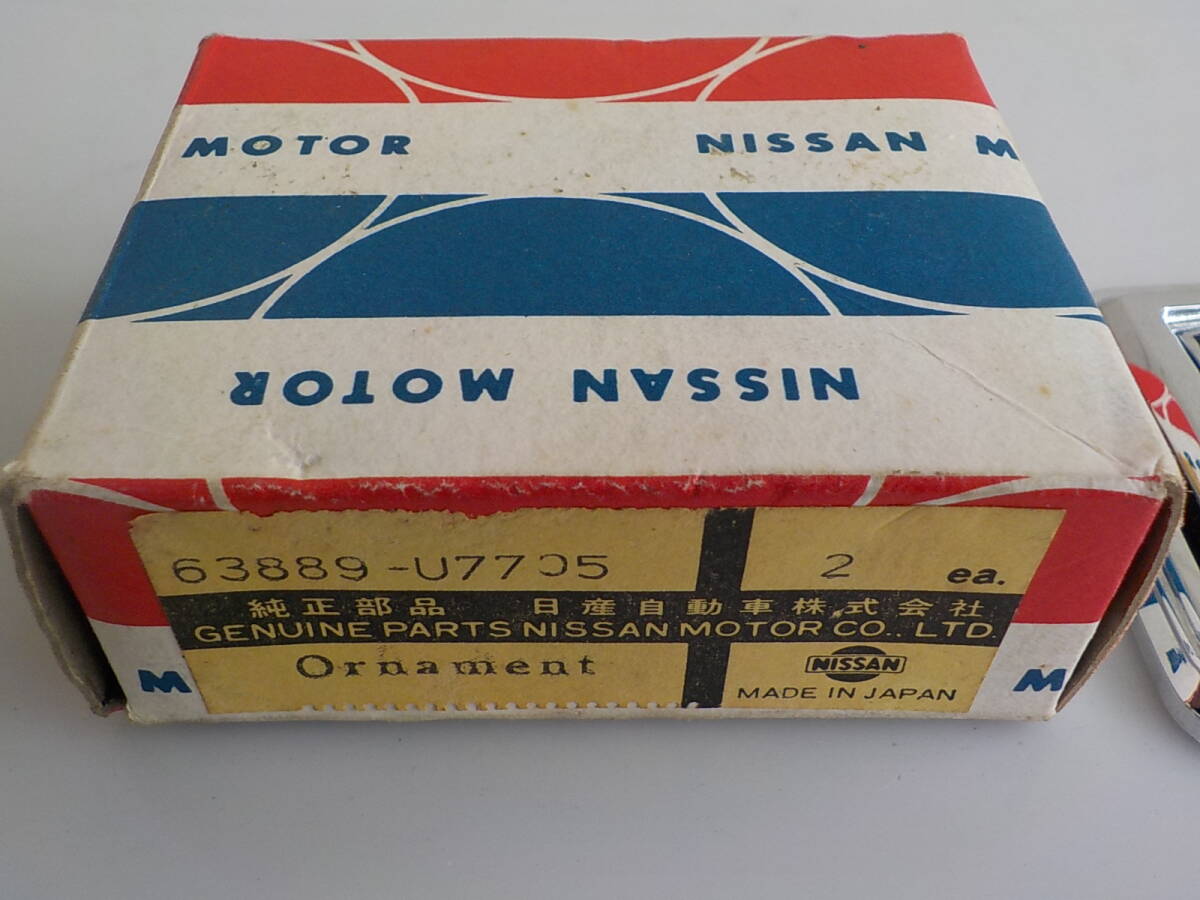 MOTOR NISSAN M
NISSAN MOTOR
63889-U7705 2 ea.
純正部品 日産自動車株式会社
GENUINE PARTS NISSAN MOTOR CO., LTD.
Ornament NISSAN
MADE IN JAPAN
M M